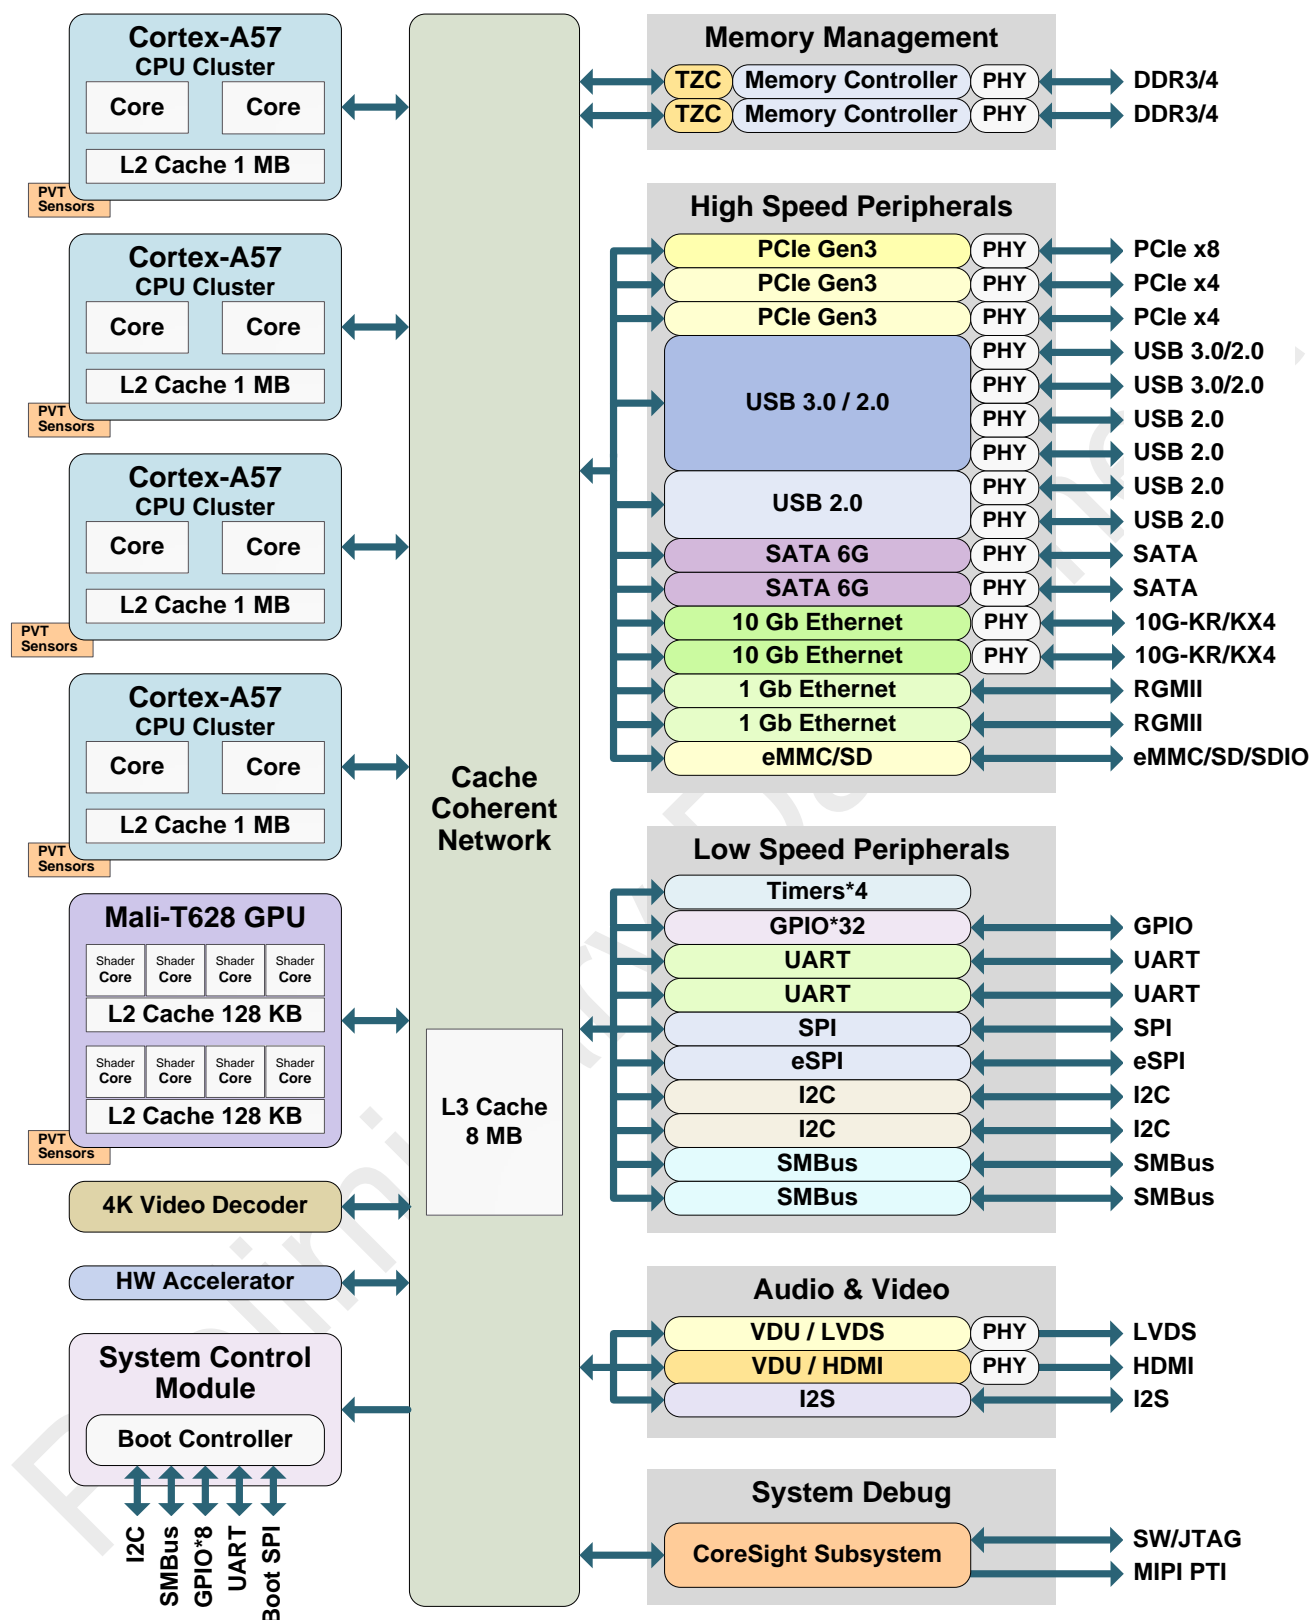 Cortex-A57
CPU Cluster
Core Core
L2 Cache 1 MB
PVT
Sensors
Cortex-A57
CPU Cluster
Core Core
L2 Cache 1 MB
PVT
Sensors
Cortex-A57
CPU Cluster
Core Core
L2 Cache 1 MB
PVT
Sensors
Cortex-A57
CPU Cluster
Core Core
L2 Cache 1 MB
PVT
Sensors
Mali-T628 GPU
Shader Shader Shader Shader
Core Core Core Core
L2 Cache 128 KB
Shader Shader Shader Shader
Core Core Core Core
L2 Cache 128 KB
PVT
Sensors
4K Video Decoder
HW Accelerator
System Control
Module
Boot Controller
I2C
SMBus
GPIO*8
UART
Boot SPI
Cache
Coherent
Network
L3 Cache
8 MB
Memory Management
TZC Memory Controller PHY DDR3/4
TZC Memory Controller PHY DDR3/4
High Speed Peripherals
PCIe Gen3 PHY PCIe x8
PCIe Gen3 PHY PCIe x4
PCIe Gen3 PHY PCIe x4
PHY USB 3.0/2.0
PHY USB 3.0/2.0
USB 3.0 / 2.0
PHY USB 2.0
PHY USB 2.0
PHY USB 2.0
USB 2.0
PHY USB 2.0
SATA 6G PHY SATA
SATA 6G PHY SATA
10 Gb Ethernet PHY 10G-KR/KX4
10 Gb Ethernet PHY 10G-KR/KX4
1 Gb Ethernet RGMII
1 Gb Ethernet RGMII
eMMC/SD eMMC/SD/SDIO
Low Speed Peripherals
Timers*4
GPIO*32 GPIO
UART UART
UART UART
SPI SPI
eSPI eSPI
I2C I2C
I2C I2C
SMBus SMBus
SMBus SMBus
Audio & Video
VDU / LVDS PHY LVDS
VDU / HDMI PHY HDMI
I2S I2S
System Debug
CoreSight Subsystem
SW/JTAG
MIPI PTI